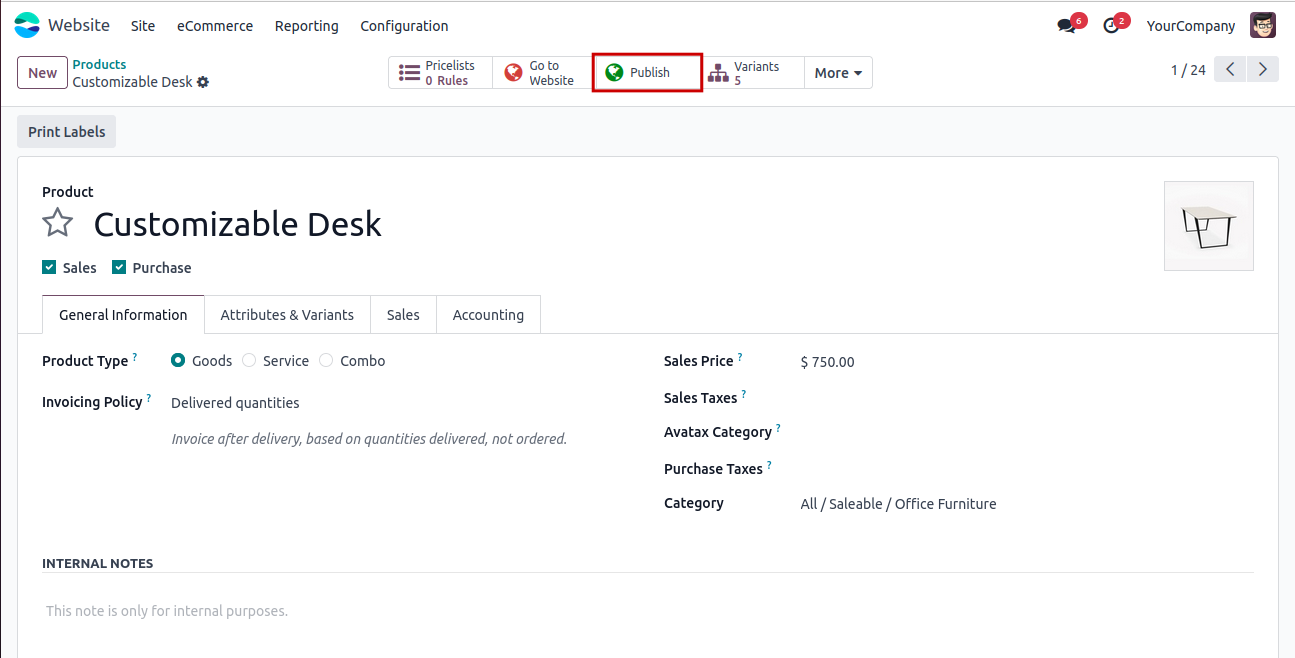 Website Site eCommerce Reporting Configuration 6 2 YourCompany
New Products Customizable Desk
Pricelists 0 Rules
Go to Website
Publish
Variants 5
More
1 / 24
Print Labels
Product
Customizable Desk
Sales Purchase
General Information Attributes & Variants Sales Accounting
Product Type ? Goods Service Combo
Invoicing Policy ? Delivered quantities
Invoice after delivery, based on quantities delivered, not ordered.
Sales Price ? $ 750.00
Sales Taxes ?
Avatax Category ?
Purchase Taxes ?
Category All / Saleable / Office Furniture
INTERNAL NOTES
This note is only for internal purposes.